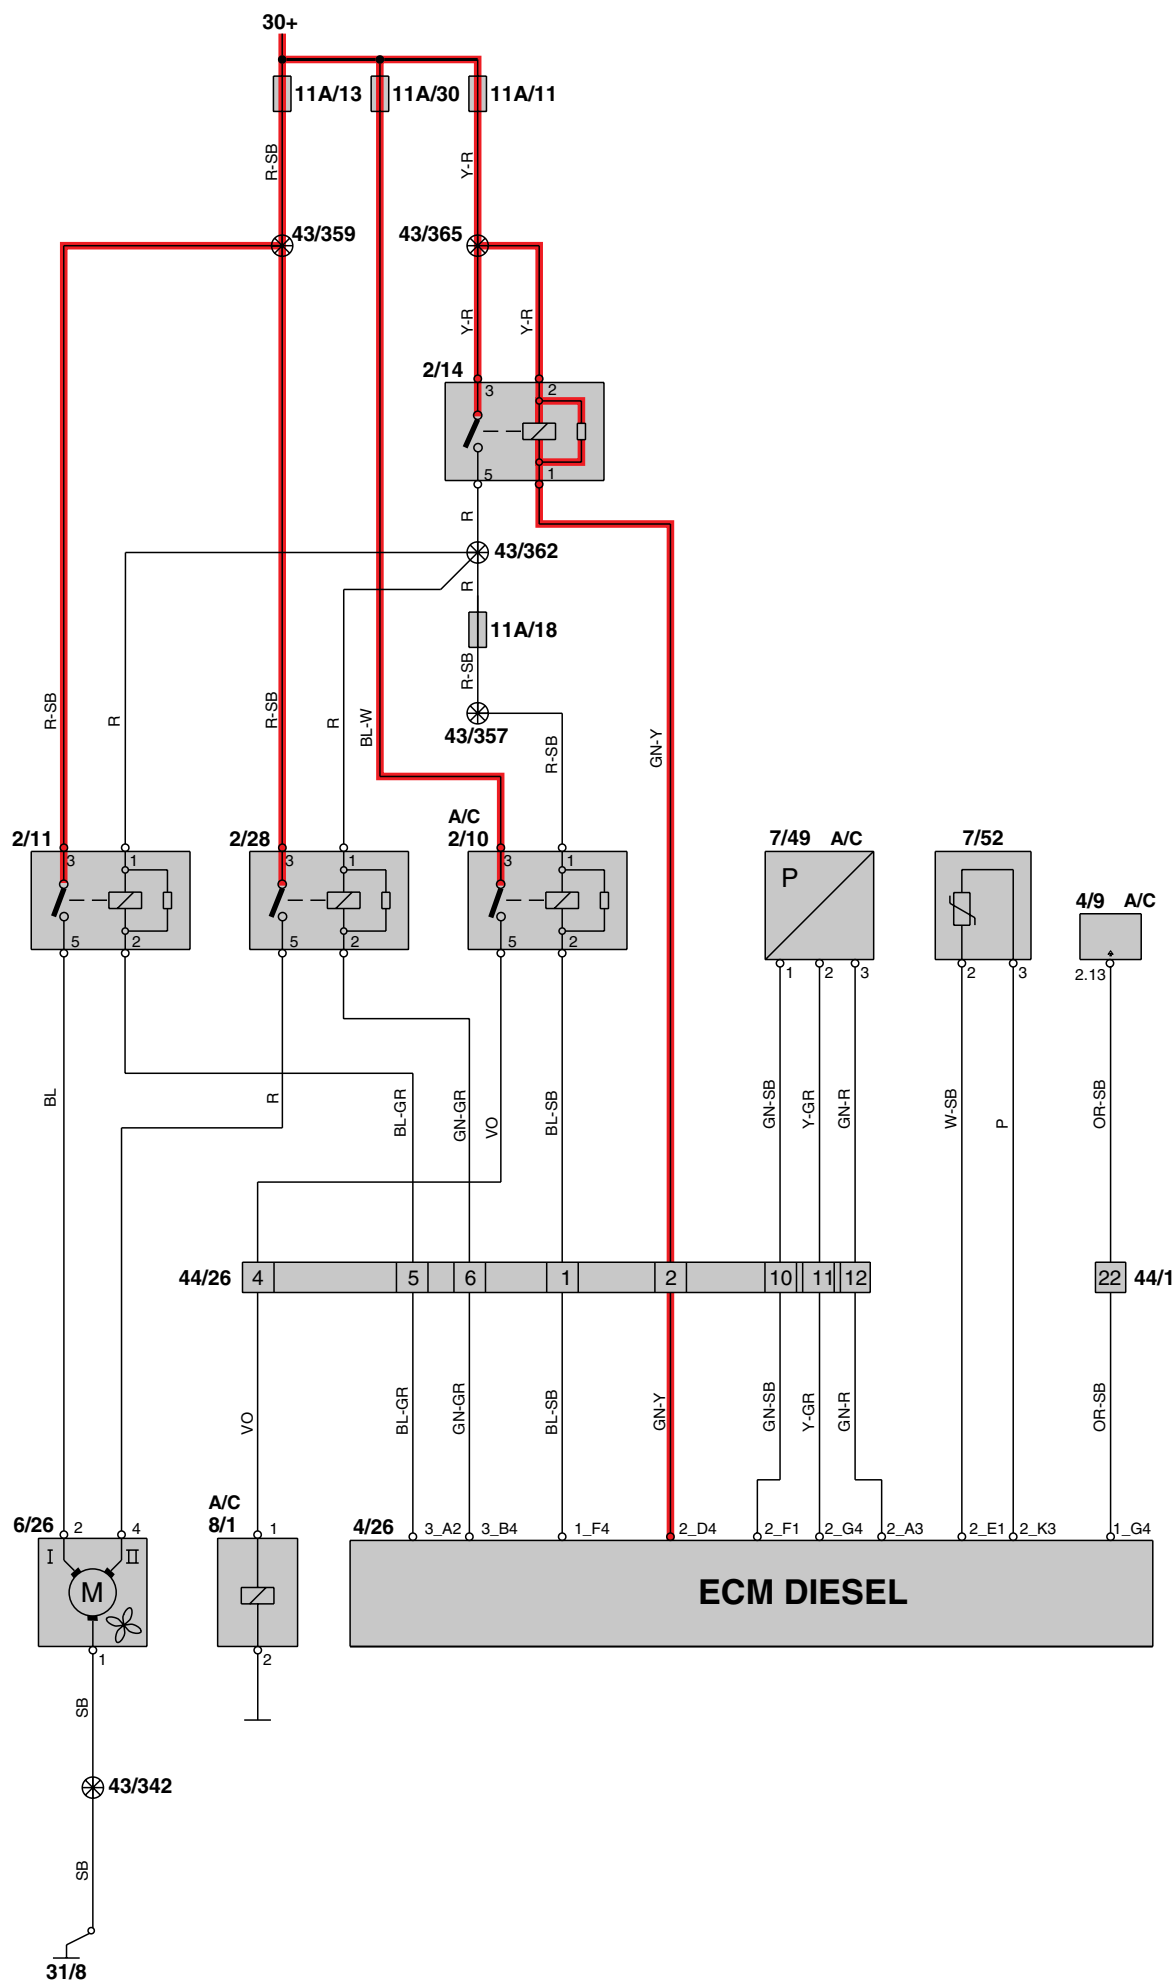 30+
11A/13 11A/30 11A/11
R-SB Y-R
43/359 43/365
Y-R Y-R
2/14
3 2
5 1
R
43/362
R
11A/18
R-SB
43/357
R-SB R R-SB R BL-W R-SB GN-Y
A/C
2/11 2/28 2/10 7/49 A/C 7/52
3 1 3 1 3 1 P
4/9 A/C
5 2 5 2 5 2
1 2 3 2 3 2.13
BL R BL-GR GN-GR VO BL-SB GN-SB Y-GR GN-R W-SB P OR-SB
44/26 4 5 6 1 2 10 11 12 22 44/1
VO BL-GR GN-GR BL-SB GN-Y GN-SB Y-GR GN-R OR-SB
A/C
6/26 2 4 8/1 1 4/26 3_A2 3_B4 1_F4 2_D4 2_F1 2_G4 2_A3 2_E1 2_K3 1_G4
I II
M ECM DIESEL
1 2
SB
43/342
SB
31/8